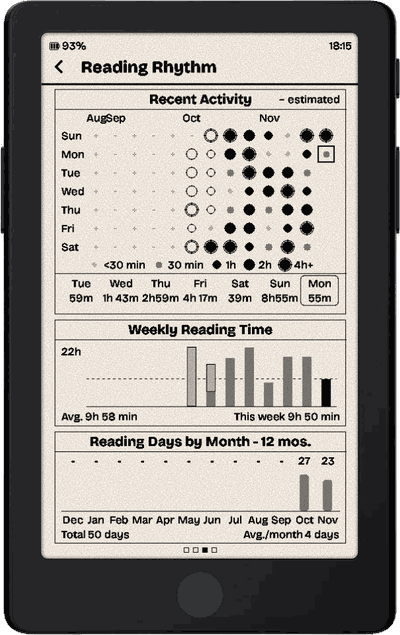 93%
18:15
Reading Rhythm
Recent Activity – estimated
Aug Sep Oct Nov
Sun
Mon
Tue
Wed
Thu
Fri
Sat
<30 min 30 min 1h 2h 4h+
Tue Wed Thu Fri Sat Sun Mon
59m 1h 43m 2h59m 4h 17m 39m 8h55m 55m
Weekly Reading Time
22h
Avg. 9h 58 min This week 9h 50 min
Reading Days by Month - 12 mos.
- - - - - - - - - - 27 23
Dec Jan Feb Mar Apr May Jun Jul Aug Sep Oct Nov
Total 50 days Avg./month 4 days